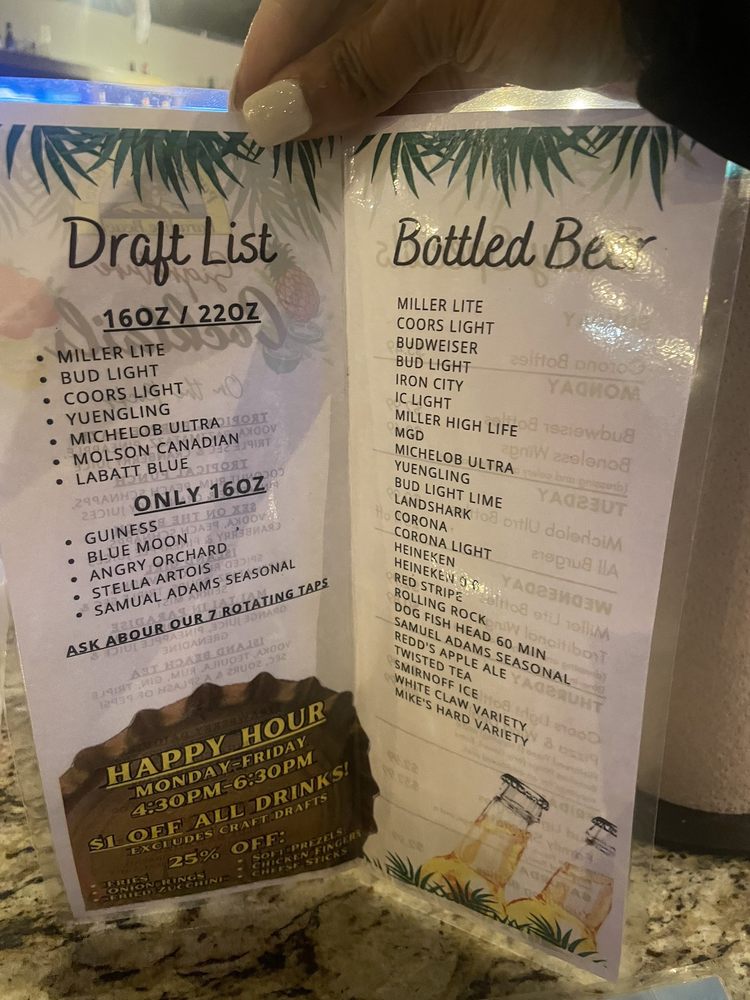 Draft List
16OZ / 22OZ
• MILLER LITE
• BUD LIGHT
• COORS LIGHT
• YUENGLING
• MICHELOB ULTRA
• MOLSON CANADIAN
• LABATT BLUE
ONLY 16OZ
• GUINESS
• BLUE MOON
• ANGRY ORCHARD
• STELLA ARTOIS
• SAMUAL ADAMS SEASONAL
ASK ABOUR OUR 7 ROTATING TAPS
HAPPY HOUR
MONDAY-FRIDAY
4:30PM-6:30PM
$1 OFF ALL DRINKS!
EXCLUDES CRAFT DRAFTS
25% OFF:
• FRIES
• ONION RINGS
• FRIED ZUCCHINI
• SOFT PREZELS
• CHICKEN FINGERS
• CHEESE STICKS
Bottled Beer
MILLER LITE
COORS LIGHT
BUDWEISER
BUD LIGHT
IRON CITY
IC LIGHT
MILLER HIGH LIFE
MGD
MICHELOB ULTRA
YUENGLING
BUD LIGHT LIME
LANDSHARK
CORONA
CORONA LIGHT
HEINEKEN
HEINEKEN 0.0
RED STRIPE
ROLLING ROCK
DOG FISH HEAD 60 MIN
SAMUEL ADAMS SEASONAL
REDD'S APPLE ALE
TWISTED TEA
SMIRNOFF ICE
WHITE CLAW VARIETY
MIKE'S HARD VARIETY